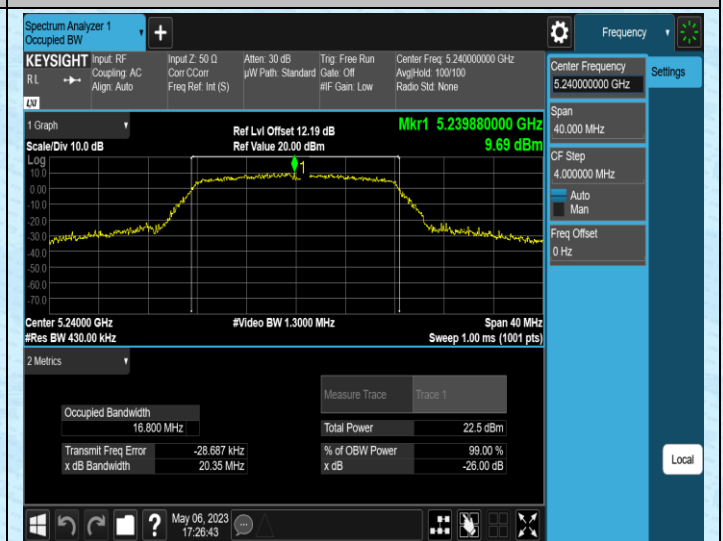 Spectrum Analyzer 1
Occupied BW
+
Frequency
KEYSIGHT
R L
LXI
Input: RF
Coupling: AC
Align: Auto
Input Z: 50 Ω
Corr CCorr
Freq Ref: Int (S)
Atten: 30 dB
µW Path: Standard
Trig: Free Run
Gate: Off
#IF Gain: Low
Center Freq: 5.240000000 GHz
Avg|Hold: 100/100
Radio Std: None
Center Frequency
5.240000000 GHz
Settings
Span
40.000 MHz
CF Step
4.000000 MHz
Auto
Man
Freq Offset
0 Hz
1 Graph
Scale/Div 10.0 dB
Ref Lvl Offset 12.19 dB
Ref Value 20.00 dBm
Mkr1 5.239880000 GHz
9.69 dBm
Log
10.0
0.00
-10.0
-20.0
-30.0
-40.0
-50.0
-60.0
-70.0
1
Center 5.24000 GHz
#Res BW 430.00 kHz
#Video BW 1.3000 MHz
Span 40 MHz
Sweep 1.00 ms (1001 pts)
2 Metrics
Measure Trace
Trace 1
Occupied Bandwidth
16.800 MHz
Total Power
22.5 dBm
Transmit Freq Error
-28.687 kHz
% of OBW Power
99.00 %
x dB Bandwidth
20.35 MHz
x dB
-26.00 dB
Local
?
May 06, 2023
17:26:43